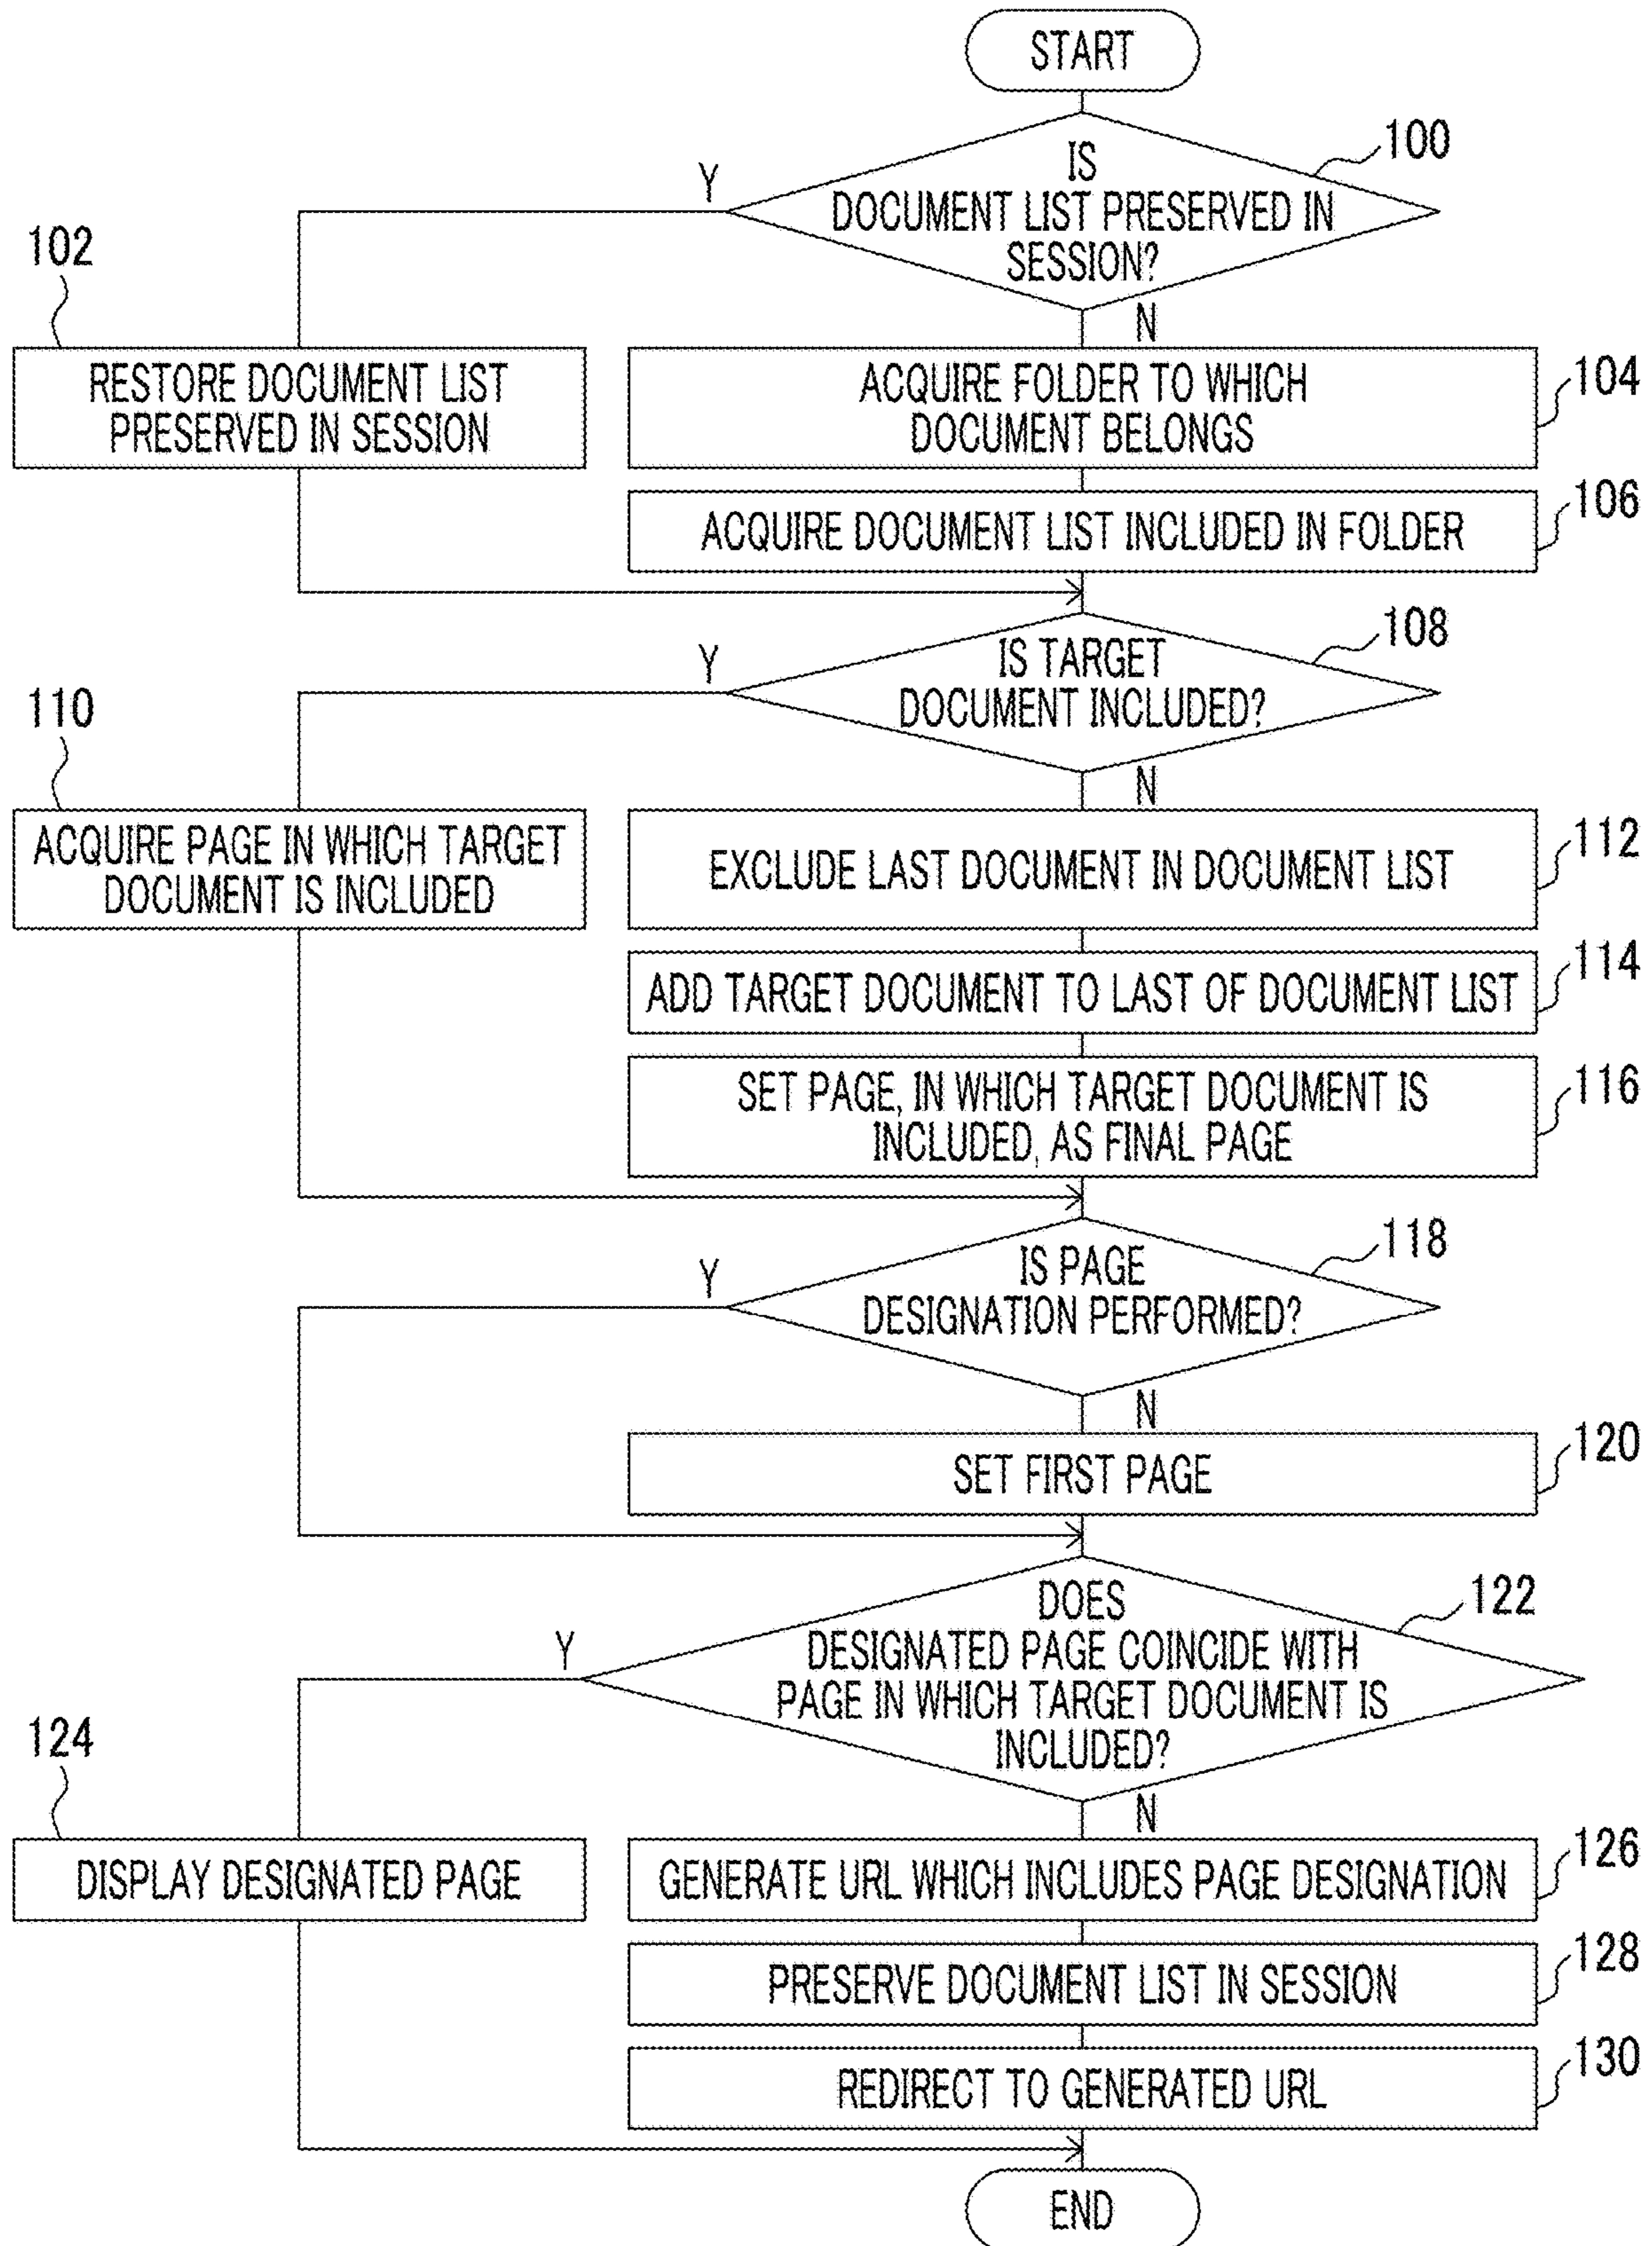 START
100
IS
DOCUMENT LIST PRESERVED IN
SESSION?
Y
N
102
RESTORE DOCUMENT LIST
PRESERVED IN SESSION
ACQUIRE FOLDER TO WHICH
DOCUMENT BELONGS
104
ACQUIRE DOCUMENT LIST INCLUDED IN FOLDER
106
IS TARGET
DOCUMENT INCLUDED?
108
Y
N
110
ACQUIRE PAGE IN WHICH TARGET
DOCUMENT IS INCLUDED
EXCLUDE LAST DOCUMENT IN DOCUMENT LIST
112
ADD TARGET DOCUMENT TO LAST OF DOCUMENT LIST
114
SET PAGE, IN WHICH TARGET DOCUMENT IS
INCLUDED, AS FINAL PAGE
116
IS PAGE
DESIGNATION PERFORMED?
118
Y
N
SET FIRST PAGE
120
DOES
DESIGNATED PAGE COINCIDE WITH
PAGE IN WHICH TARGET DOCUMENT IS
INCLUDED?
122
Y
N
124
DISPLAY DESIGNATED PAGE
GENERATE URL WHICH INCLUDES PAGE DESIGNATION
126
PRESERVE DOCUMENT LIST IN SESSION
128
REDIRECT TO GENERATED URL
130
END